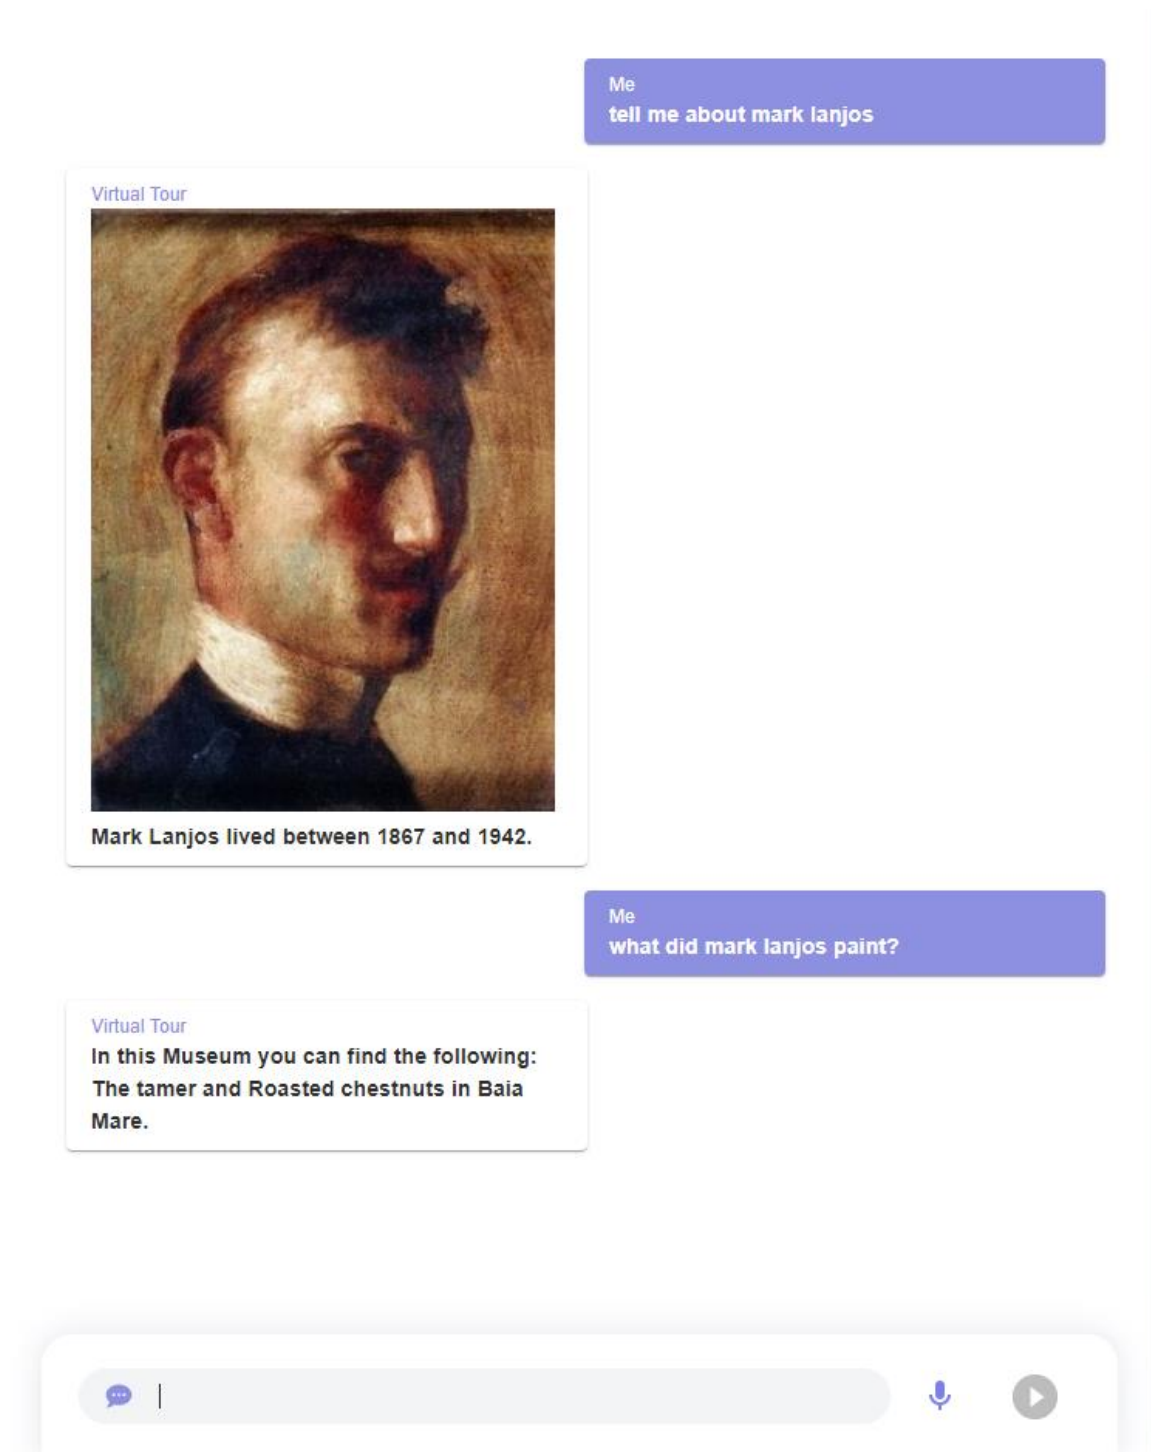 Me
tell me about mark lanjos
Virtual Tour
Mark Lanjos lived between 1867 and 1942.
Me
what did mark lanjos paint?
Virtual Tour
In this Museum you can find the following:
The tamer and Roasted chestnuts in Baia
Mare.